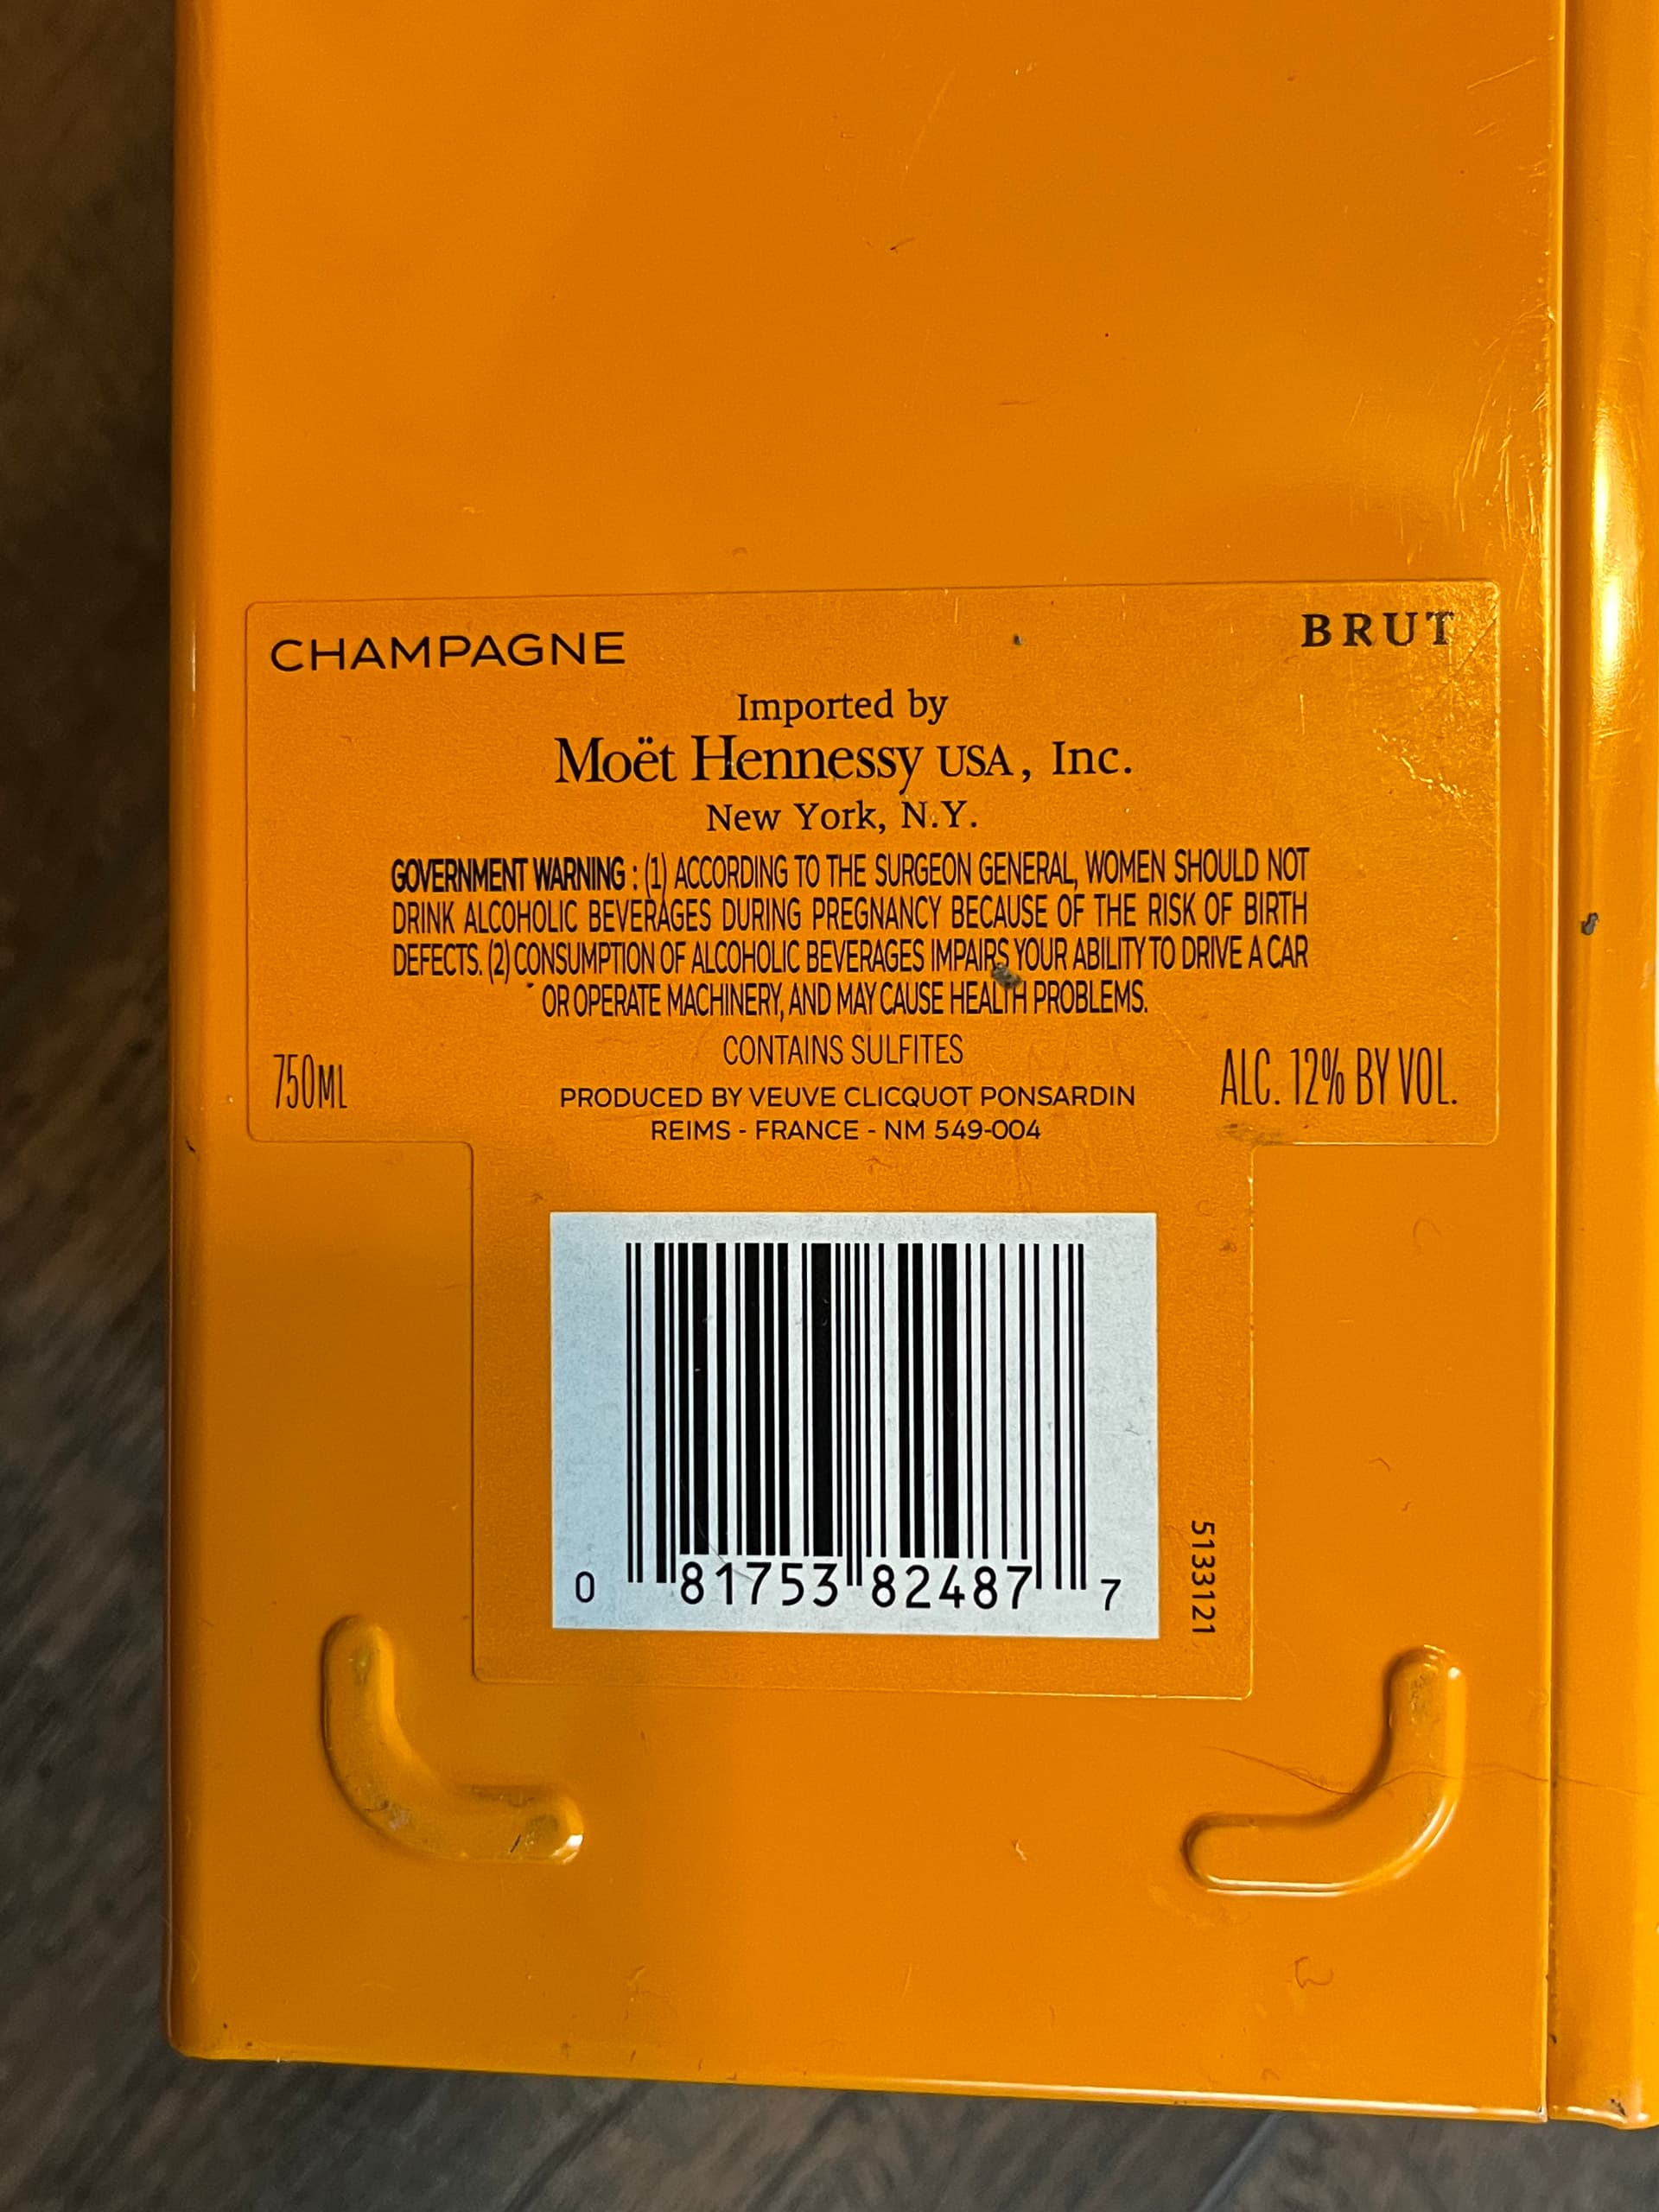 CHAMPAGNE
BRUT
Imported by
Moët Hennessy USA, Inc.
New York, N.Y.
GOVERNMENT WARNING : (1) ACCORDING TO THE SURGEON GENERAL, WOMEN SHOULD NOT
DRINK ALCOHOLIC BEVERAGES DURING PREGNANCY BECAUSE OF THE RISK OF BIRTH
DEFECTS. (2) CONSUMPTION OF ALCOHOLIC BEVERAGES IMPAIRS YOUR ABILITY TO DRIVE A CAR
OR OPERATE MACHINERY, AND MAY CAUSE HEALTH PROBLEMS.
CONTAINS SULFITES
750ML
PRODUCED BY VEUVE CLICQUOT PONSARDIN
REIMS - FRANCE - NM 549-004
ALC. 12% BY VOL.
0 81753 82487 7
5133121